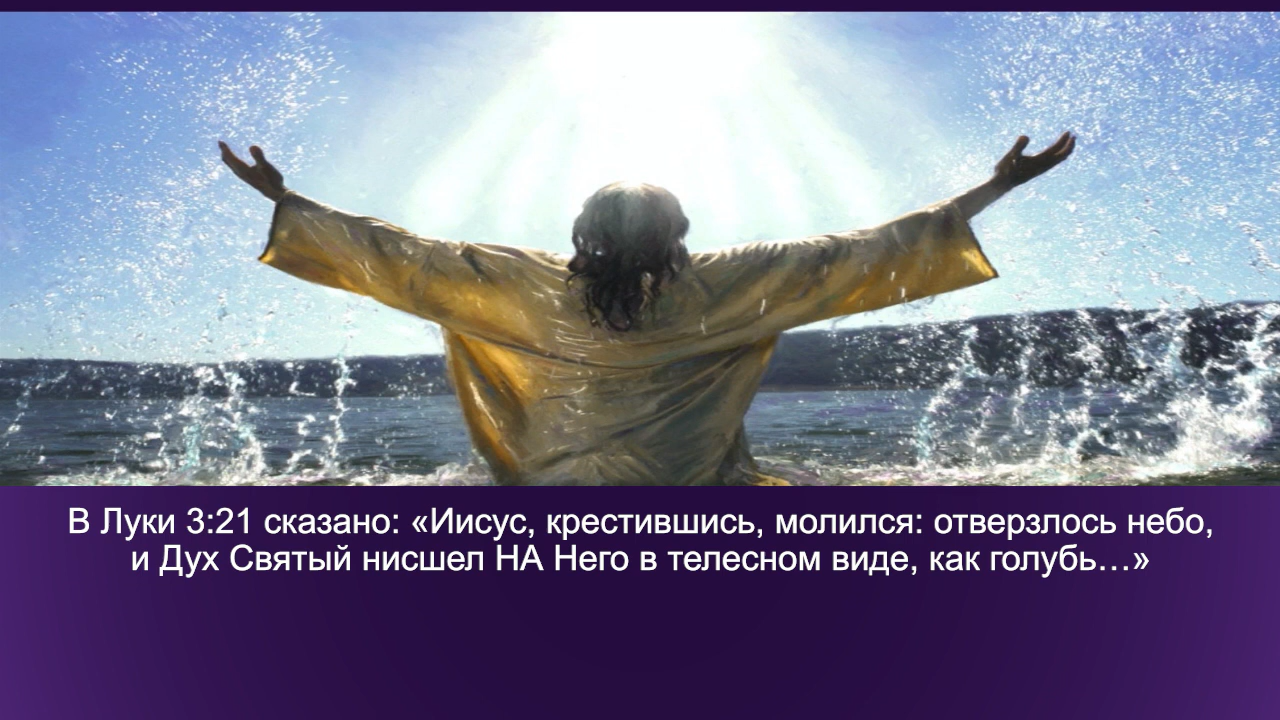 В Луки 3:21 сказано: «Иисус, крестившись, молился: отверзлось небо,
и Дух Святый нисшел НА Него в телесном виде, как голубь…»